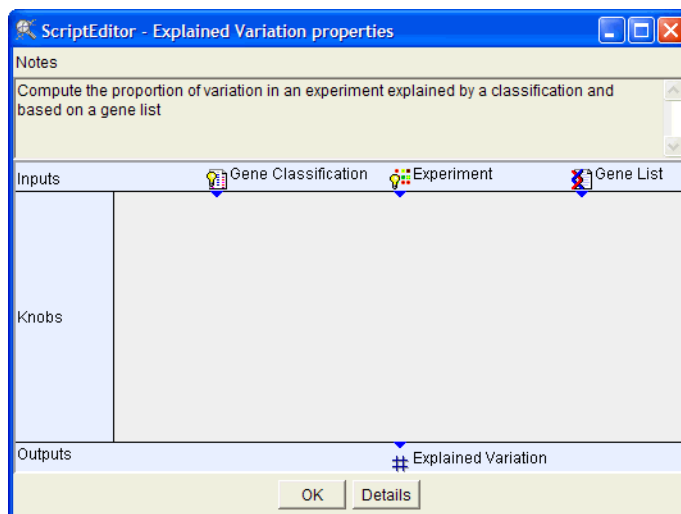 ScriptEditor - Explained Variation properties
Notes
Compute the proportion of variation in an experiment explained by a classification and
based on a gene list
Inputs Gene Classification Experiment Gene List
Knobs
Outputs # Explained Variation
OK Details